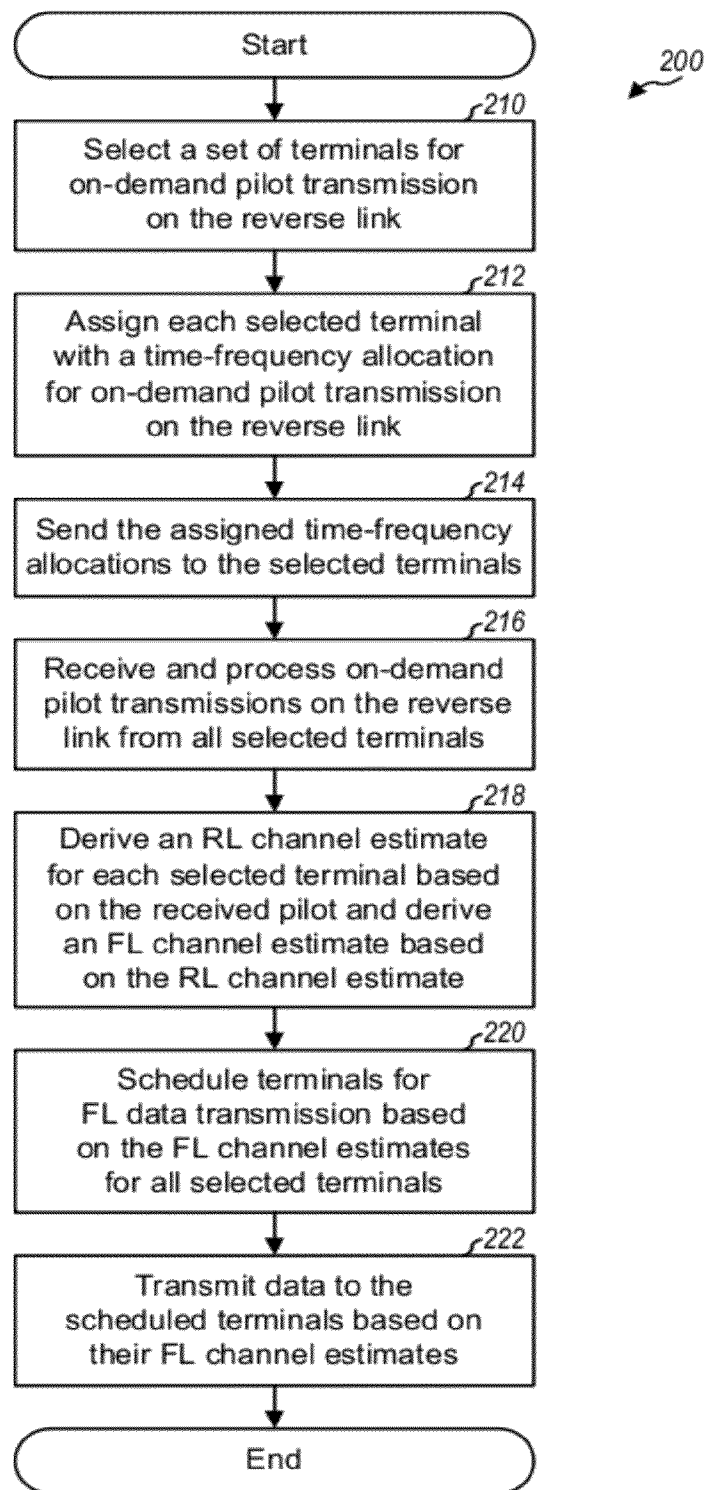 Start
200
210
Select a set of terminals for
on-demand pilot transmission
on the reverse link
212
Assign each selected terminal
with a time-frequency allocation
for on-demand pilot transmission
on the reverse link
214
Send the assigned time-frequency
allocations to the selected terminals
216
Receive and process on-demand
pilot transmissions on the reverse
link from all selected terminals
218
Derive an RL channel estimate
for each selected terminal based
on the received pilot and derive
an FL channel estimate based
on the RL channel estimate
220
Schedule terminals for
FL data transmission based
on the FL channel estimates
for all selected terminals
222
Transmit data to the
scheduled terminals based on
their FL channel estimates
End